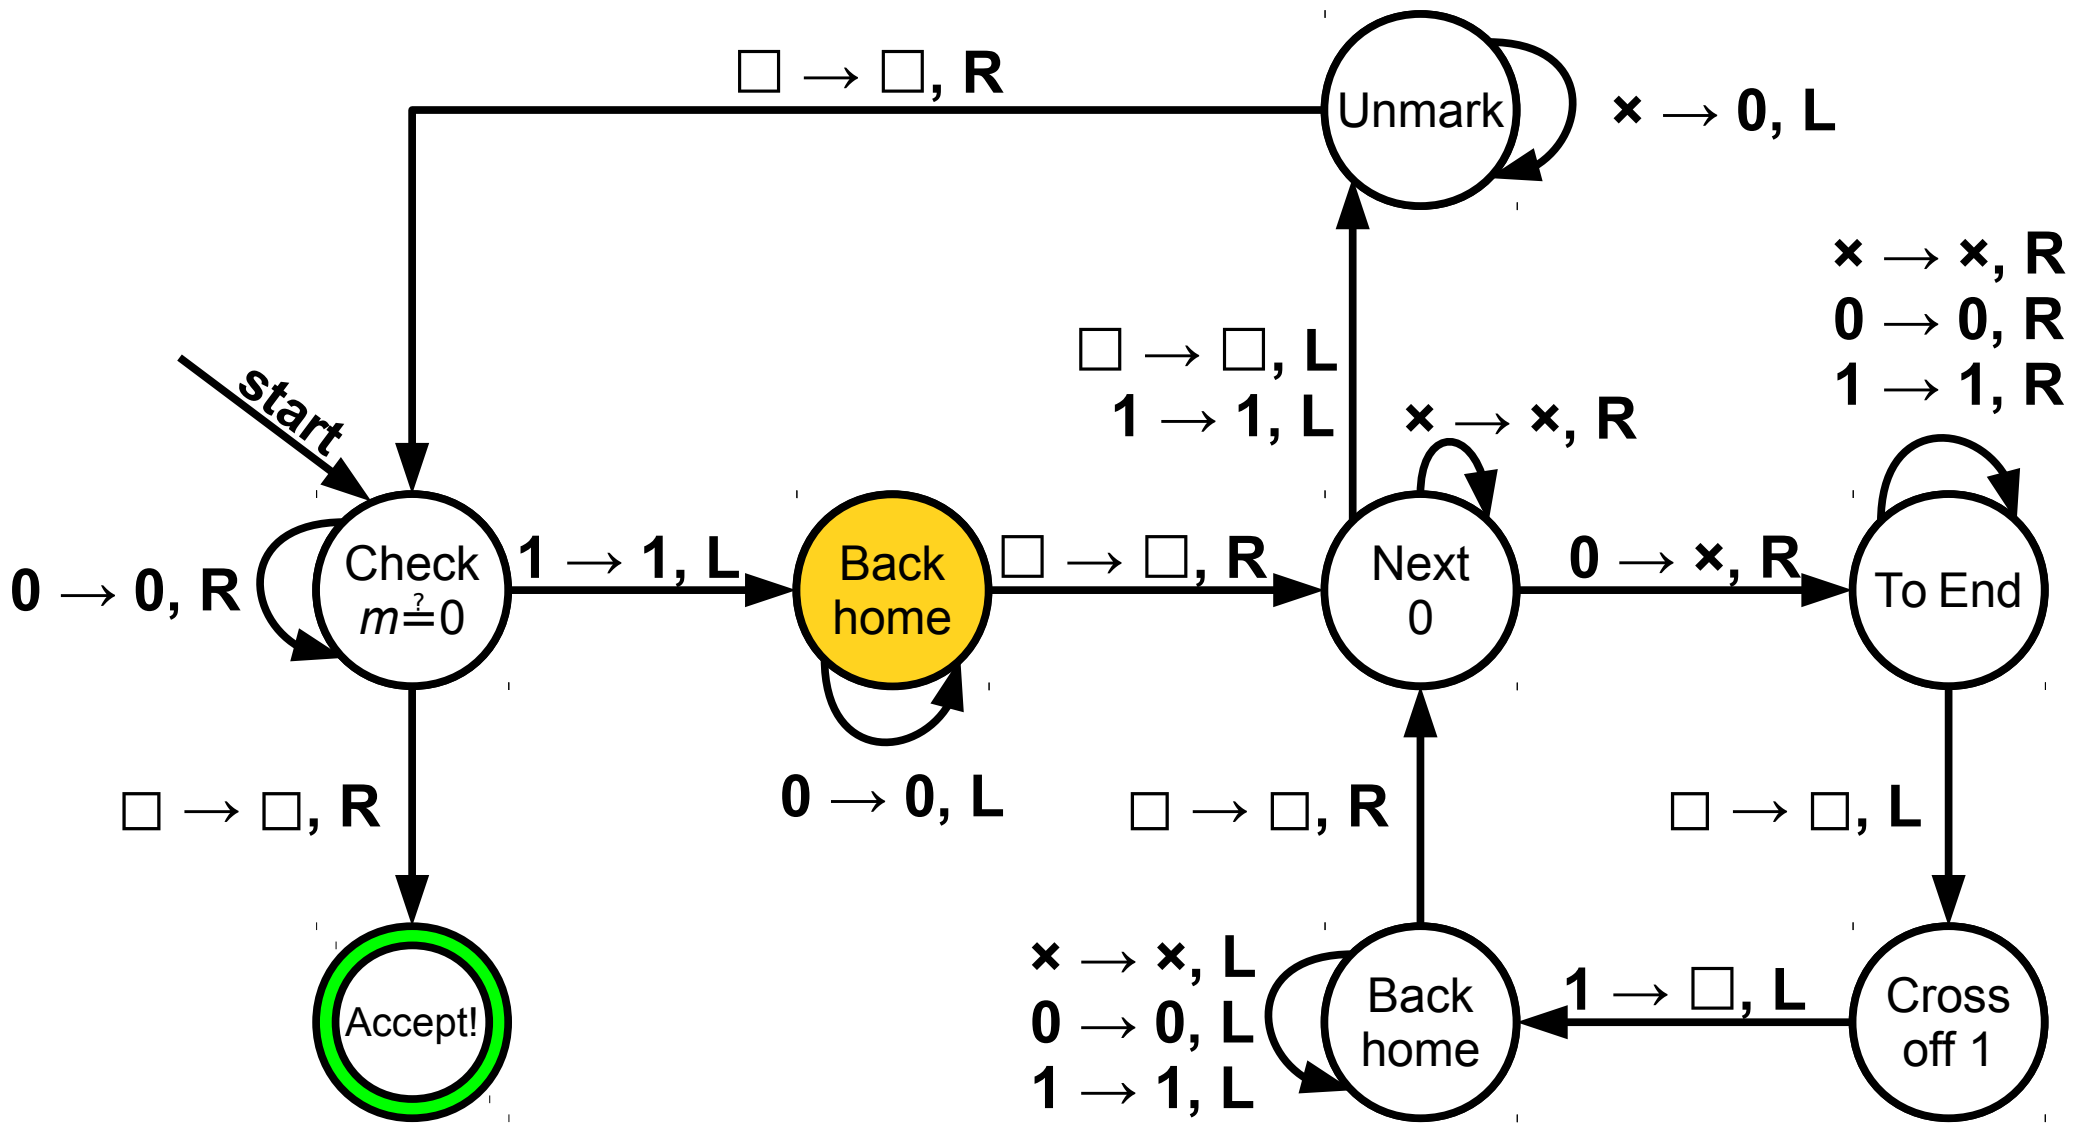 □ → □, R
Unmark
× → 0, L
× → ×, R
0 → 0, R
1 → 1, R
□ → □, L
1 → 1, L
× → ×, R
start
0 → 0, R
Check
m≟0
1 → 1, L
Back
home
□ → □, R
Next
0
0 → ×, R
To End
0 → 0, L
□ → □, R
□ → □, R
□ → □, L
Accept!
× → ×, L
0 → 0, L
1 → 1, L
Back
home
1 → □, L
Cross
off 1